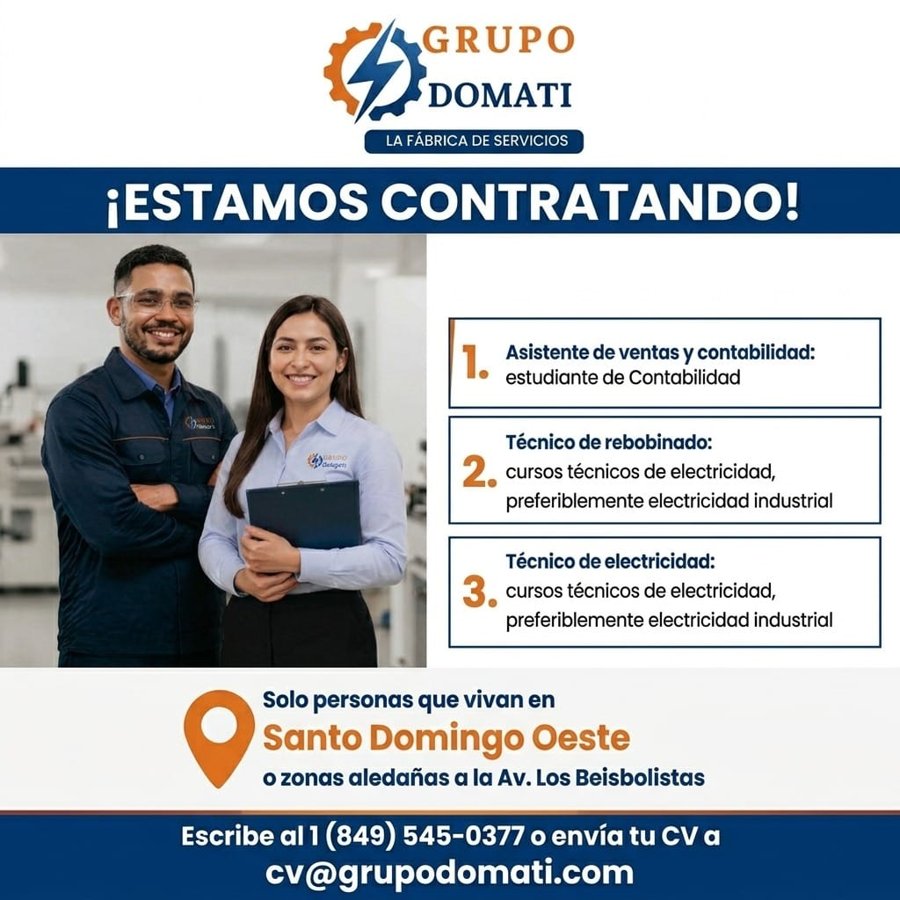 GRUPO
DOMATI
LA FÁBRICA DE SERVICIOS
¡ESTAMOS CONTRATANDO!
1. Asistente de ventas y contabilidad:
estudiante de Contabilidad
2. Técnico de rebobinado:
cursos técnicos de electricidad,
preferiblemente electricidad industrial
3. Técnico de electricidad:
cursos técnicos de electricidad,
preferiblemente electricidad industrial
GRUPO
Solo personas que vivan en
Santo Domingo Oeste
o zonas aledañas a la Av. Los Beisbolistas
Escribe al 1 (849) 545-0377 o envía tu CV a
cv@grupodomati.com